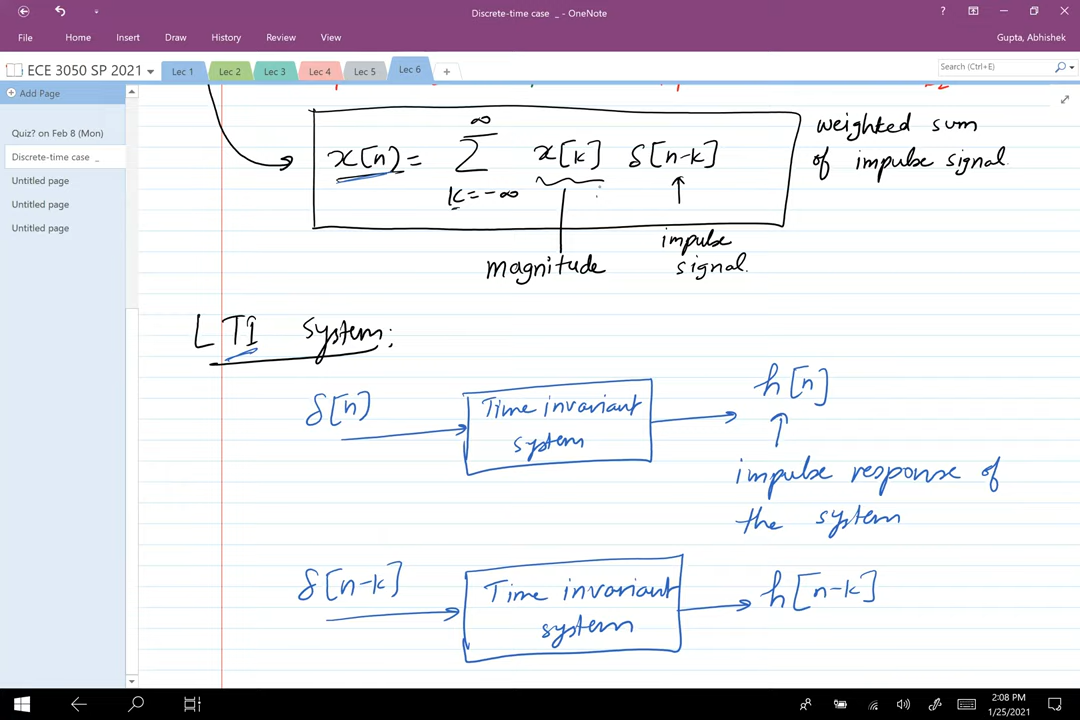 Discrete-time case _ - OneNote
?
File Home Insert Draw History Review View
Gupta, Abhishek
ECE 3050 SP 2021
Lec 1 Lec 2 Lec 3 Lec 4 Lec 5 Lec 6 +
Search (Ctrl+E)
Add Page
Quiz? on Feb 8 (Mon)
Discrete-time case _
Untitled page
Untitled page
Untitled page
x[n] = ∑ x[k] δ[n-k]
∞
k=-∞
weighted sum
of impulse signal.
magnitude
impulse
signal.
LTI System:
δ[n]
Time invariant
system
h[n]
impulse response of
the system
δ[n-k]
Time invariant
system
h[n-k]
2:08 PM
1/25/2021